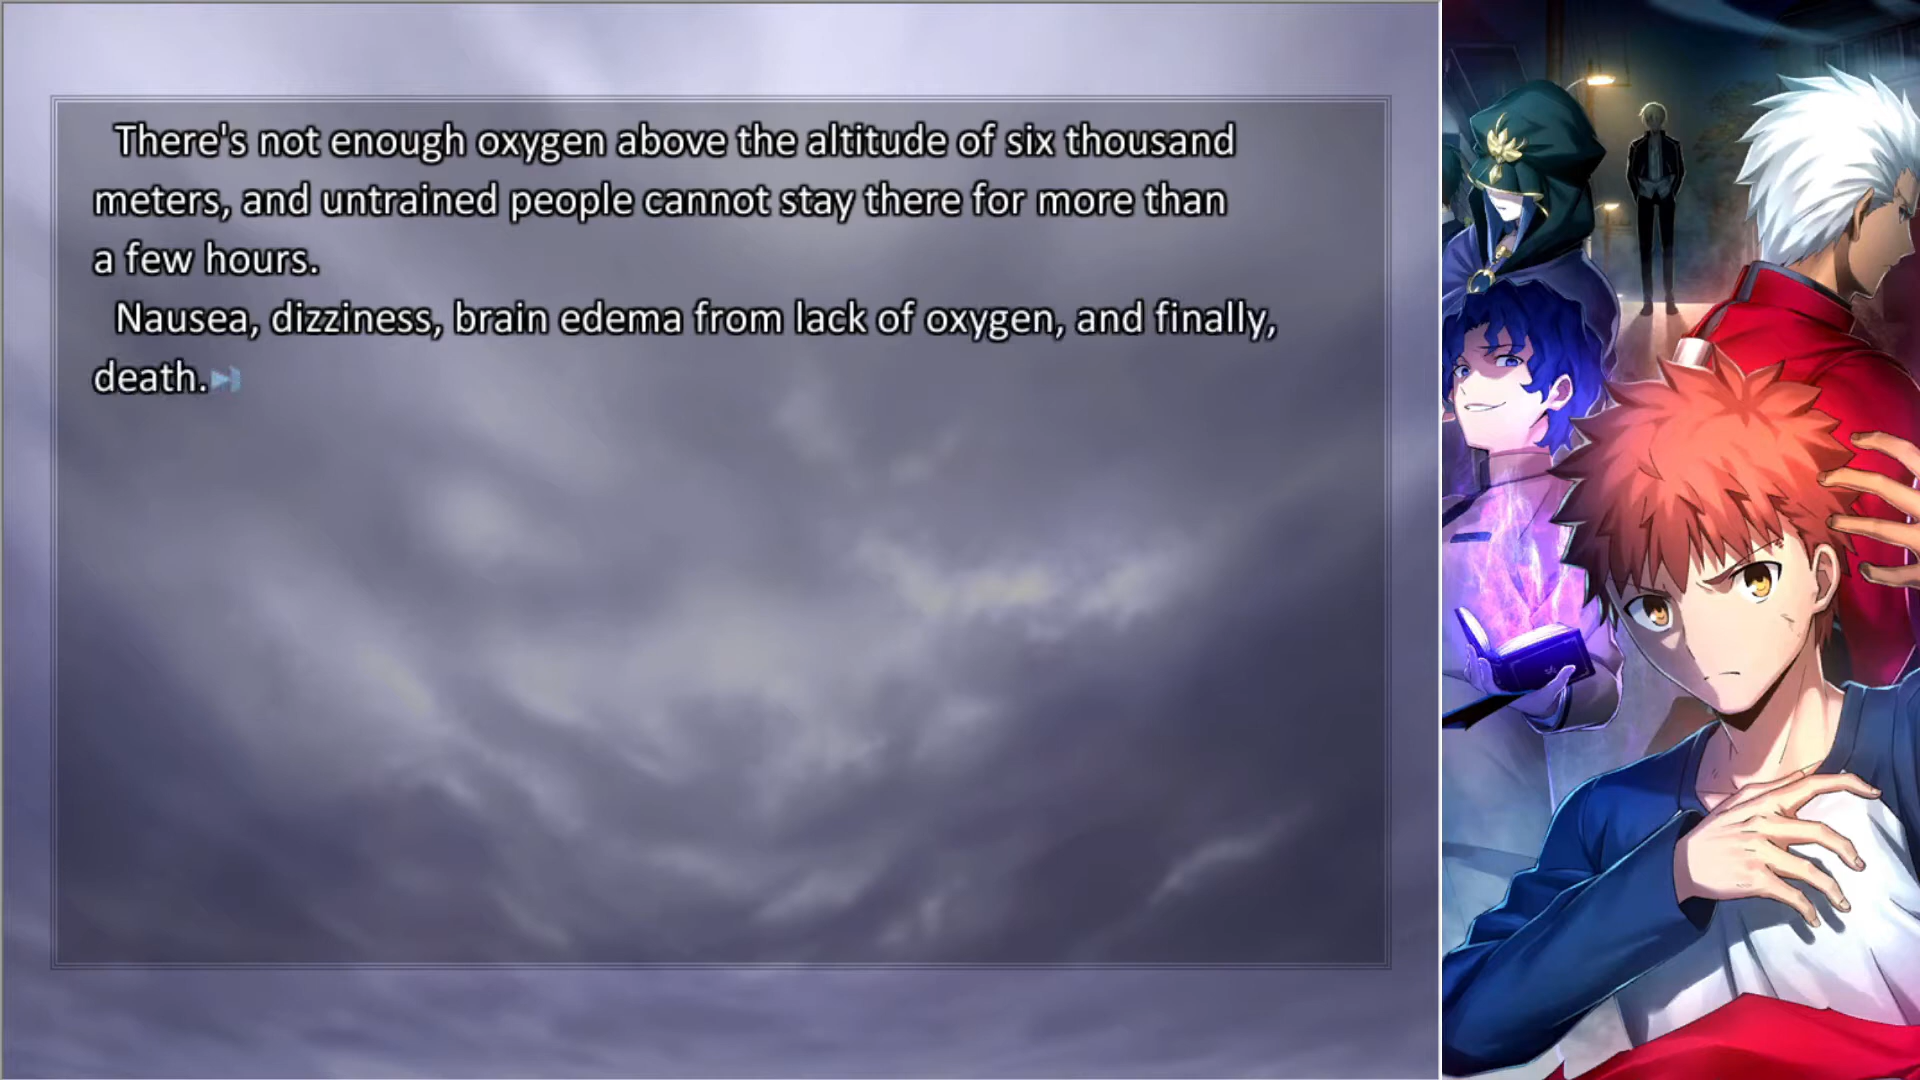 There's not enough oxygen above the altitude of six thousand
meters, and untrained people cannot stay there for more than
a few hours.
Nausea, dizziness, brain edema from lack of oxygen, and finally,
death.